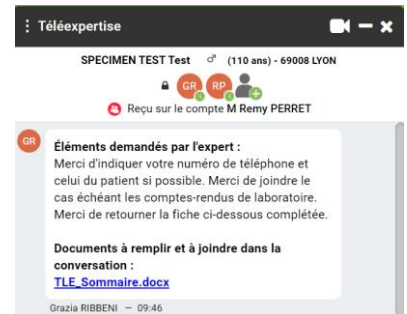 Téléexpertise
SPECIMEN TEST Test (110 ans) - 69008 LYON
GR RP
Reçu sur le compte M Remy PERRET
GR
Éléments demandés par l'expert :
Merci d'indiquer votre numéro de téléphone et
celui du patient si possible. Merci de joindre le
cas échéant les comptes-rendus de laboratoire.
Merci de retourner la fiche ci-dessous complétée.
Documents à remplir et à joindre dans la
conversation :
TLE_Sommaire.docx
Grazia RIBBENI — 09:46